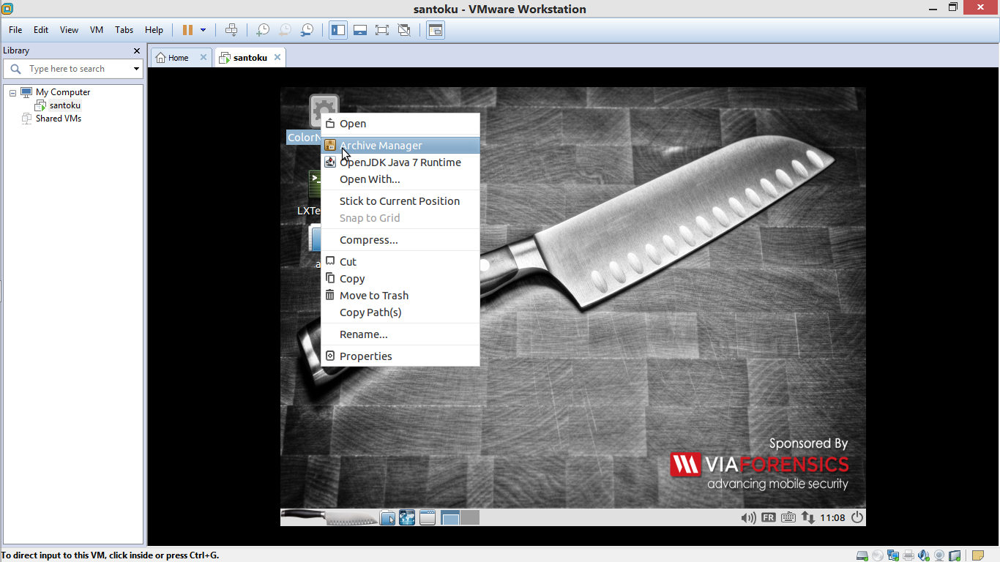 santoku - VMware Workstation
File Edit View VM Tabs Help
Library
Type here to search
My Computer
santoku
Shared VMs
Home
santoku
Open
Archive Manager
OpenJDK Java 7 Runtime
Open With...
Stick to Current Position
Snap to Grid
Compress...
Cut
Copy
Move to Trash
Copy Path(s)
Rename...
Properties
Sponsored By
VIAFORENSICS
advancing mobile security
FR 11:08
To direct input to this VM, click inside or press Ctrl+G.